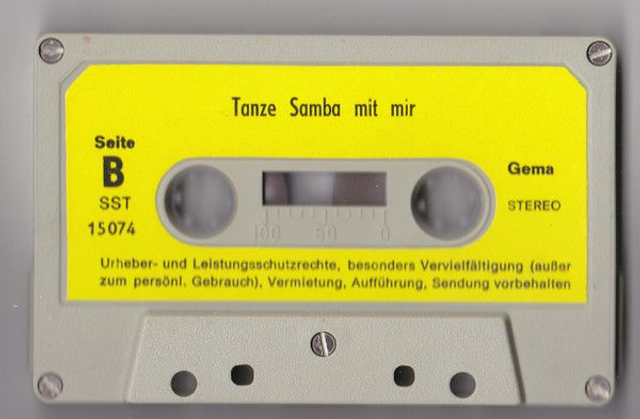 Tanze Samba mit mir
Seite
B
SST
15074
Gema
STEREO
100 50 0
Urheber- und Leistungsschutzrechte, besonders Vervielfältigung (außer
zum persönl. Gebrauch), Vermietung, Aufführung, Sendung vorbehalten